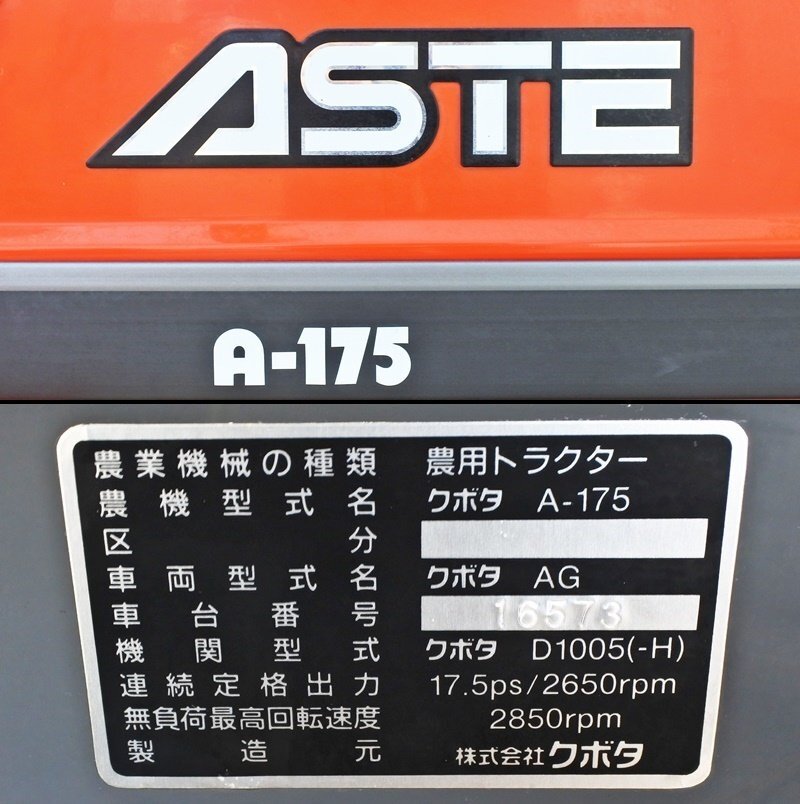 ASTE
A-175
農業機械の種類 農用トラクター
農機型式名 クボタ A-175
区分
車両型式名 クボタ AG
車台番号 16573
機関型式 クボタ D1005(-H)
連続定格出力 17.5ps/2650rpm
無負荷最高回転速度 2850rpm
製造元 株式会社クボタ